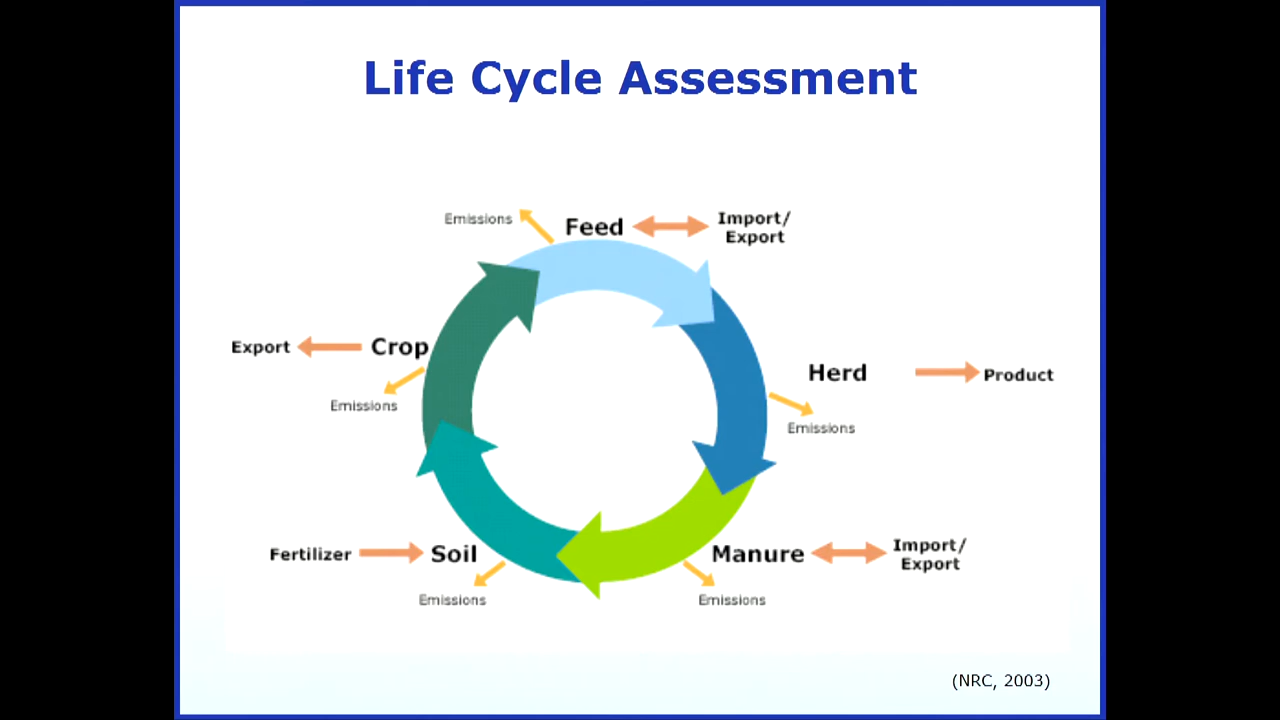 Life Cycle Assessment
Emissions
Feed
Import/
Export
Export
Crop
Emissions
Herd
Product
Emissions
Fertilizer
Soil
Emissions
Manure
Import/
Export
Emissions
(NRC, 2003)